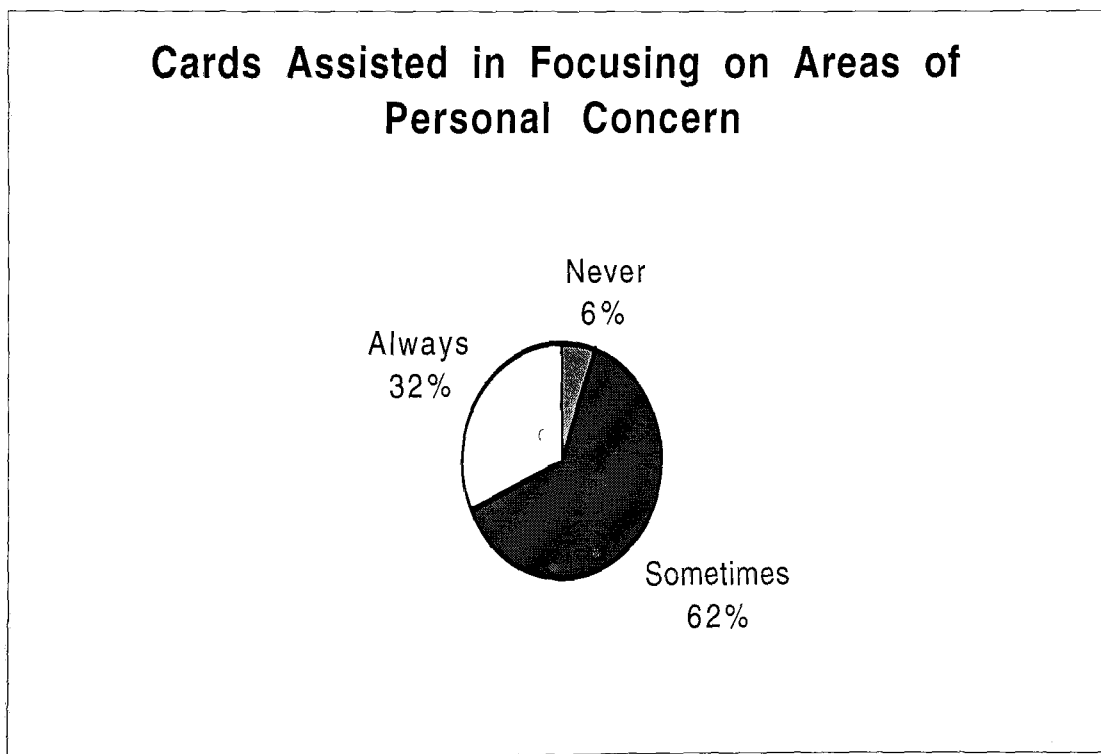 Cards Assisted in Focusing on Areas of
Personal Concern
Never
6%
Always
32%
Sometimes
62%